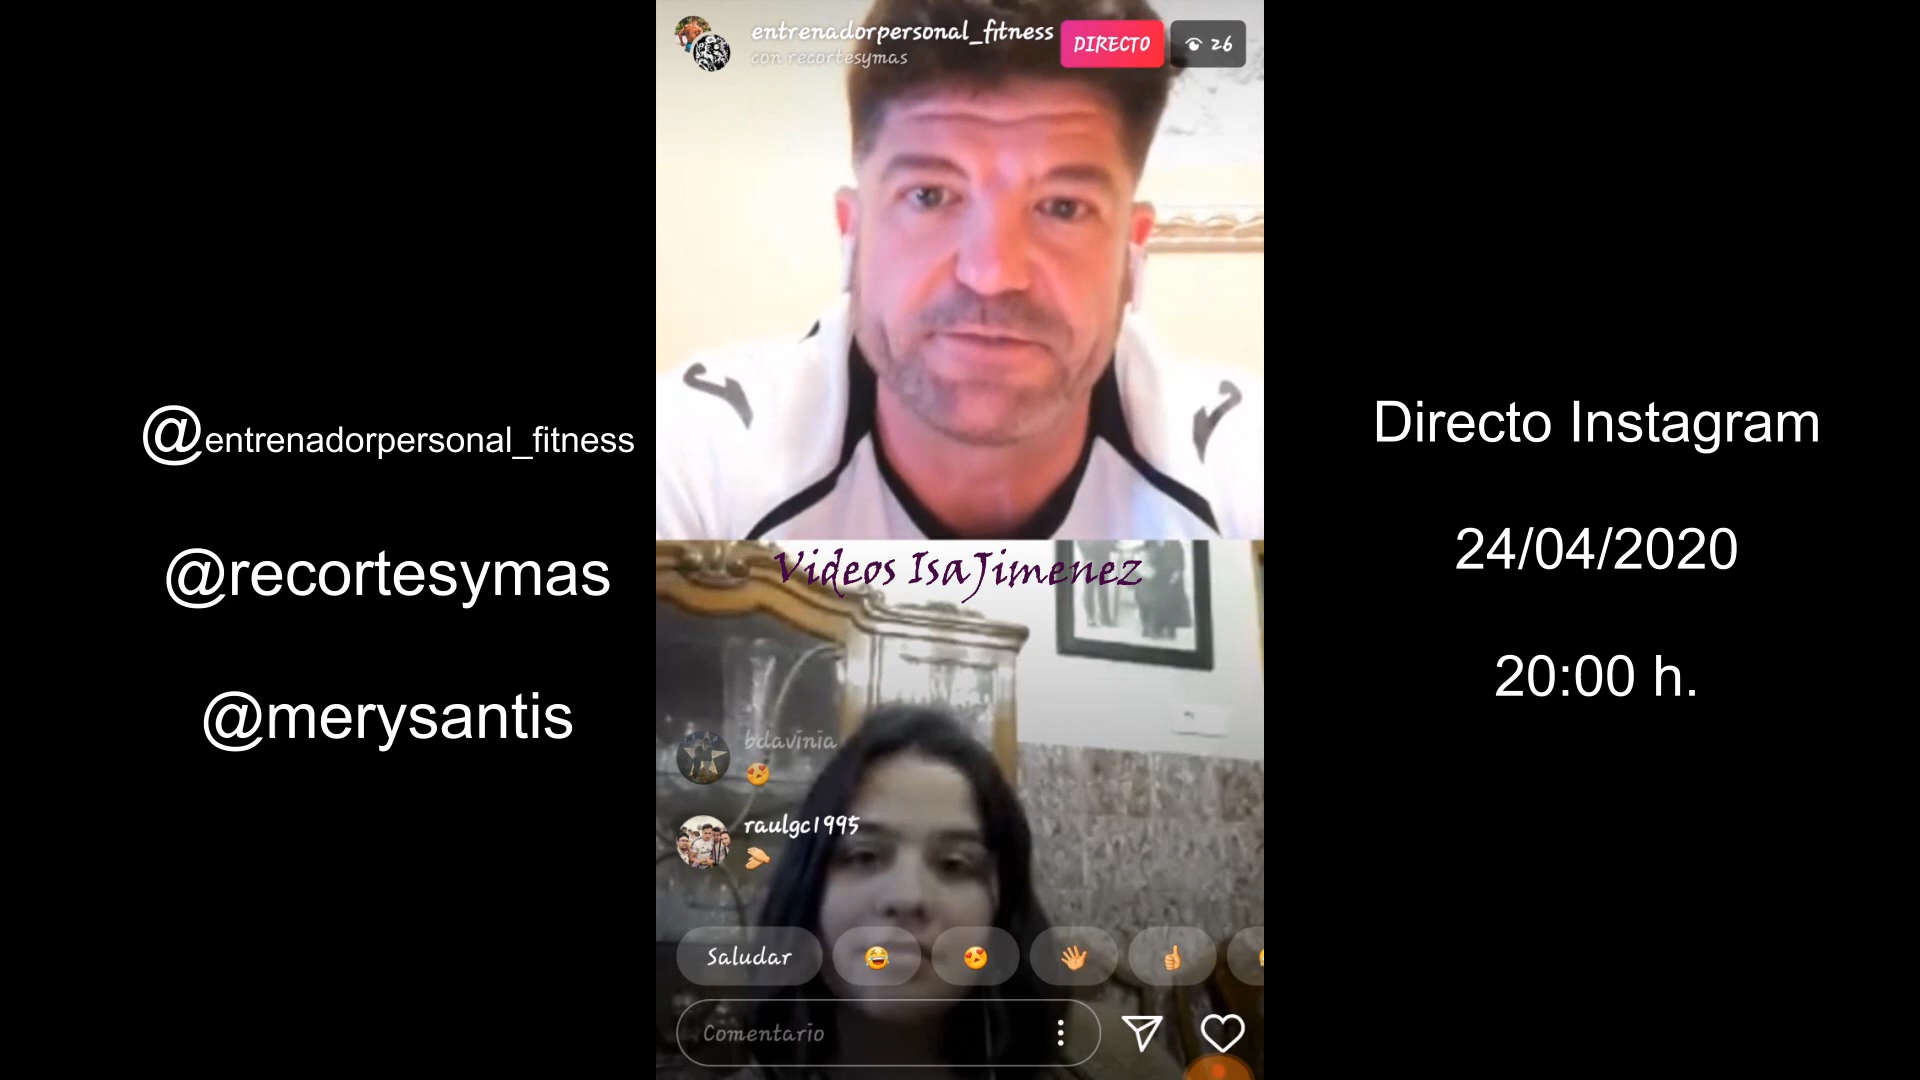 entrenadorpersonal_fitness
con recortesymas
DIRECTO
26
@entrenadorpersonal_fitness
@recortesymas
@merysantis
Videos IsaJimenez
bdavinia
raulgc1995
Saludar
Comentario
Directo Instagram
24/04/2020
20:00 h.